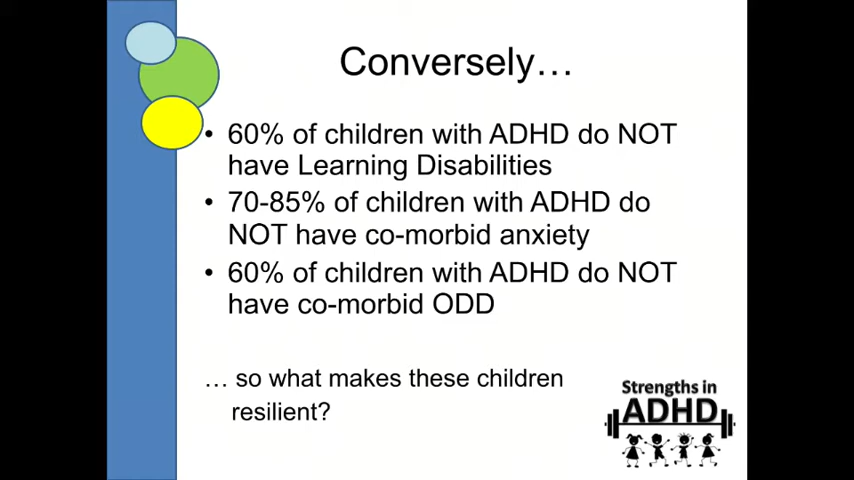 Conversely…
• 60% of children with ADHD do NOT
have Learning Disabilities
• 70-85% of children with ADHD do
NOT have co-morbid anxiety
• 60% of children with ADHD do NOT
have co-morbid ODD
… so what makes these children
resilient?
Strengths in
ADHD